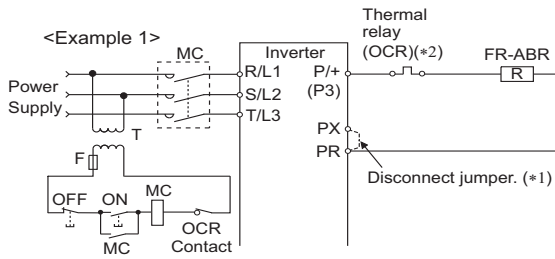 <Example 1>
MC
Inverter
Thermal
relay
(OCR)(*2)
FR-ABR
Power
Supply
R/L1
S/L2
T/L3
P/+
(P3)
R
T
PX
PR
F
Disconnect jumper. (*1)
OFF
ON
MC
MC
OCR
Contact